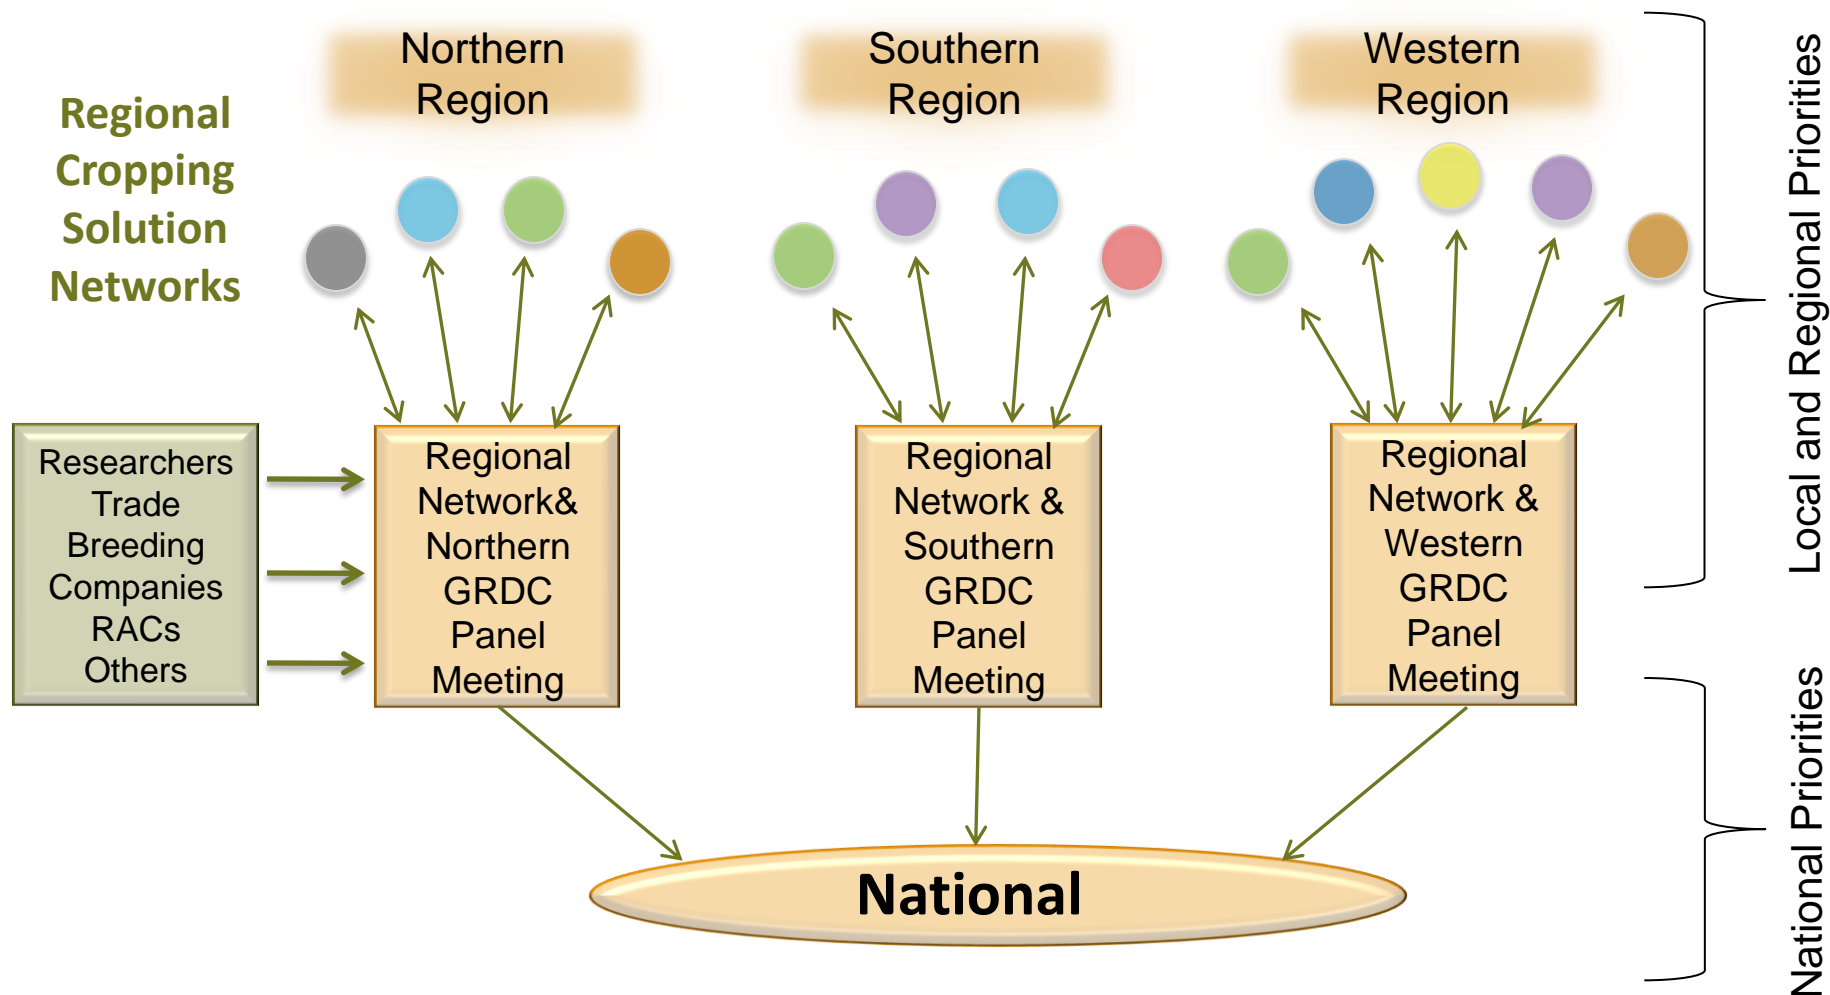 Northern
Region
Southern
Region
Western
Region
Regional
Cropping
Solution
Networks
Local and Regional Priorities
Researchers
Trade
Breeding
Companies
RACs
Others
Regional
Network&
Northern
GRDC
Panel
Meeting
Regional
Network &
Southern
GRDC
Panel
Meeting
Regional
Network &
Western
GRDC
Panel
Meeting
National Priorities
National